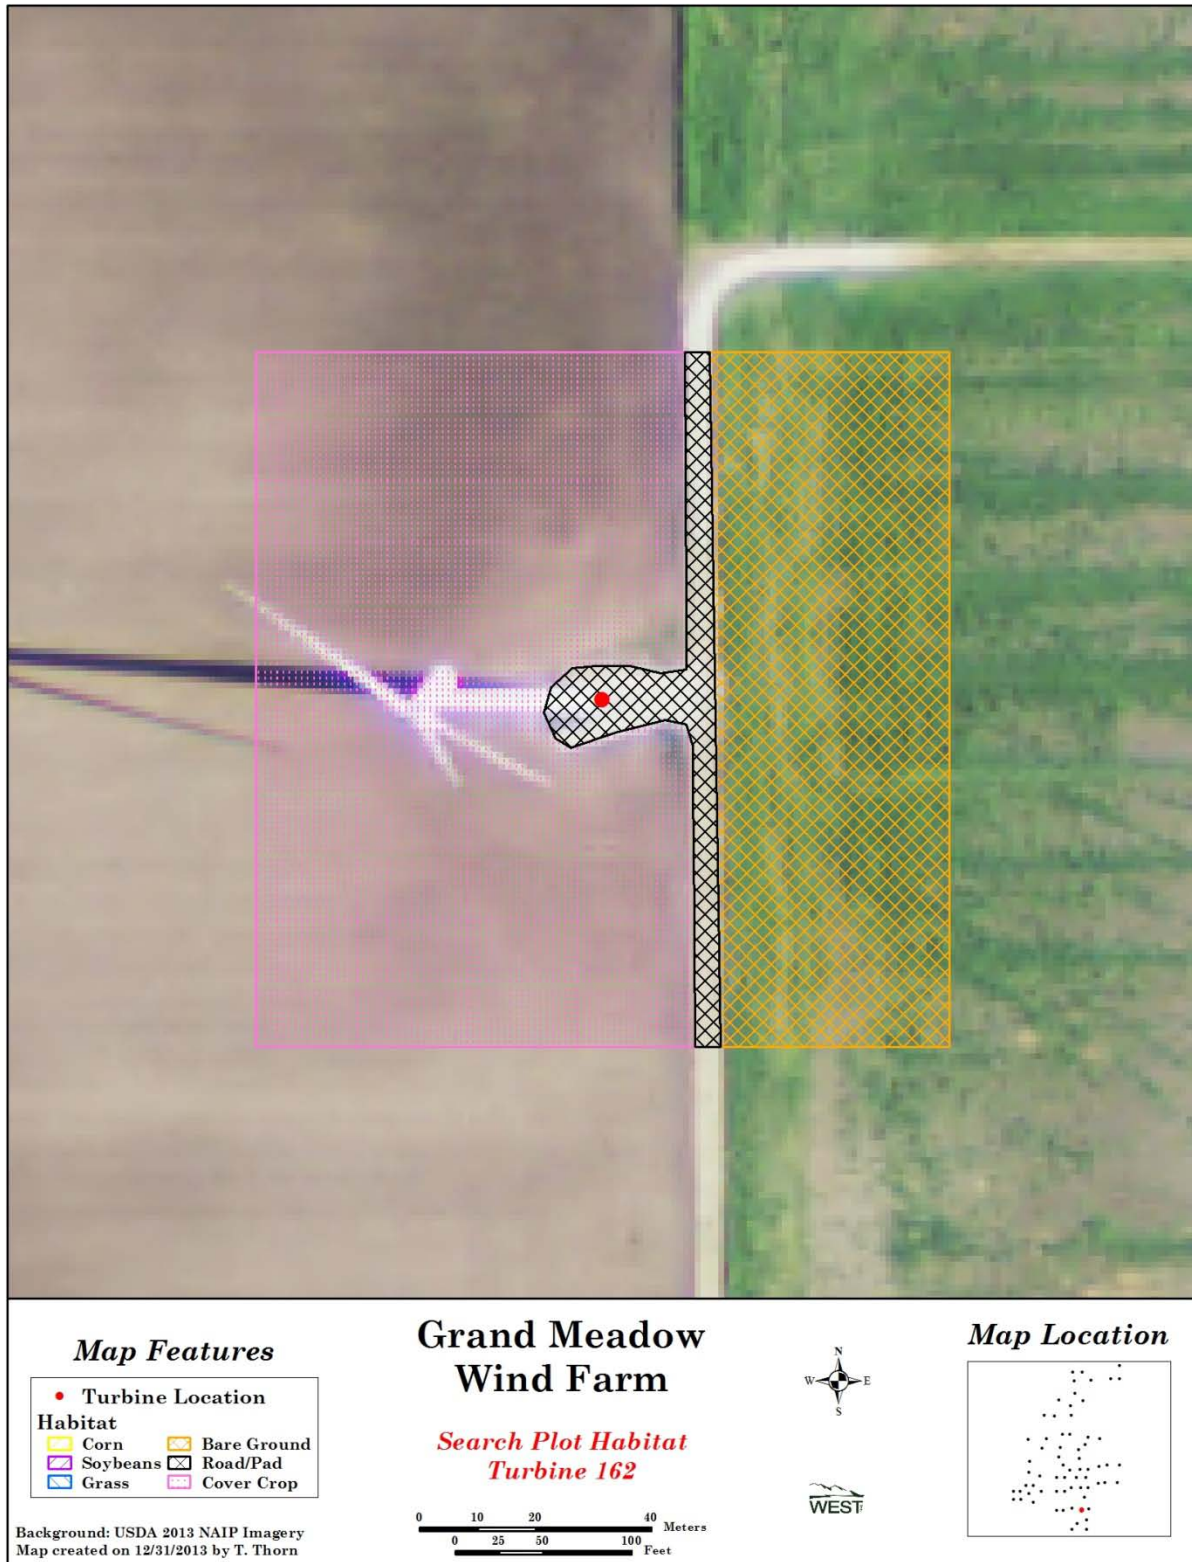 Map Features
Turbine Location
Habitat
Corn
Bare Ground
Soybeans
Road/Pad
Grass
Cover Crop
Background: USDA 2013 NAIP Imagery
Map created on 12/31/2013 by T. Thorn
Grand Meadow
Wind Farm
Search Plot Habitat
Turbine 162
0 10 20 40 Meters
0 25 50 100 Feet
N
W E
S
WEST
Map Location